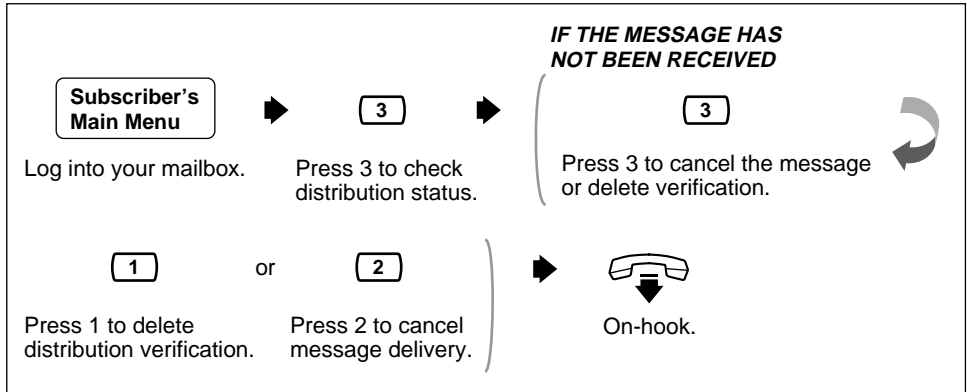 IF THE MESSAGE HAS
NOT BEEN RECEIVED
Subscriber's
Main Menu
3
3
Log into your mailbox.
Press 3 to check
distribution status.
Press 3 to cancel the message
or delete verification.
1
or
2
Press 1 to delete
distribution verification.
Press 2 to cancel
message delivery.
On-hook.